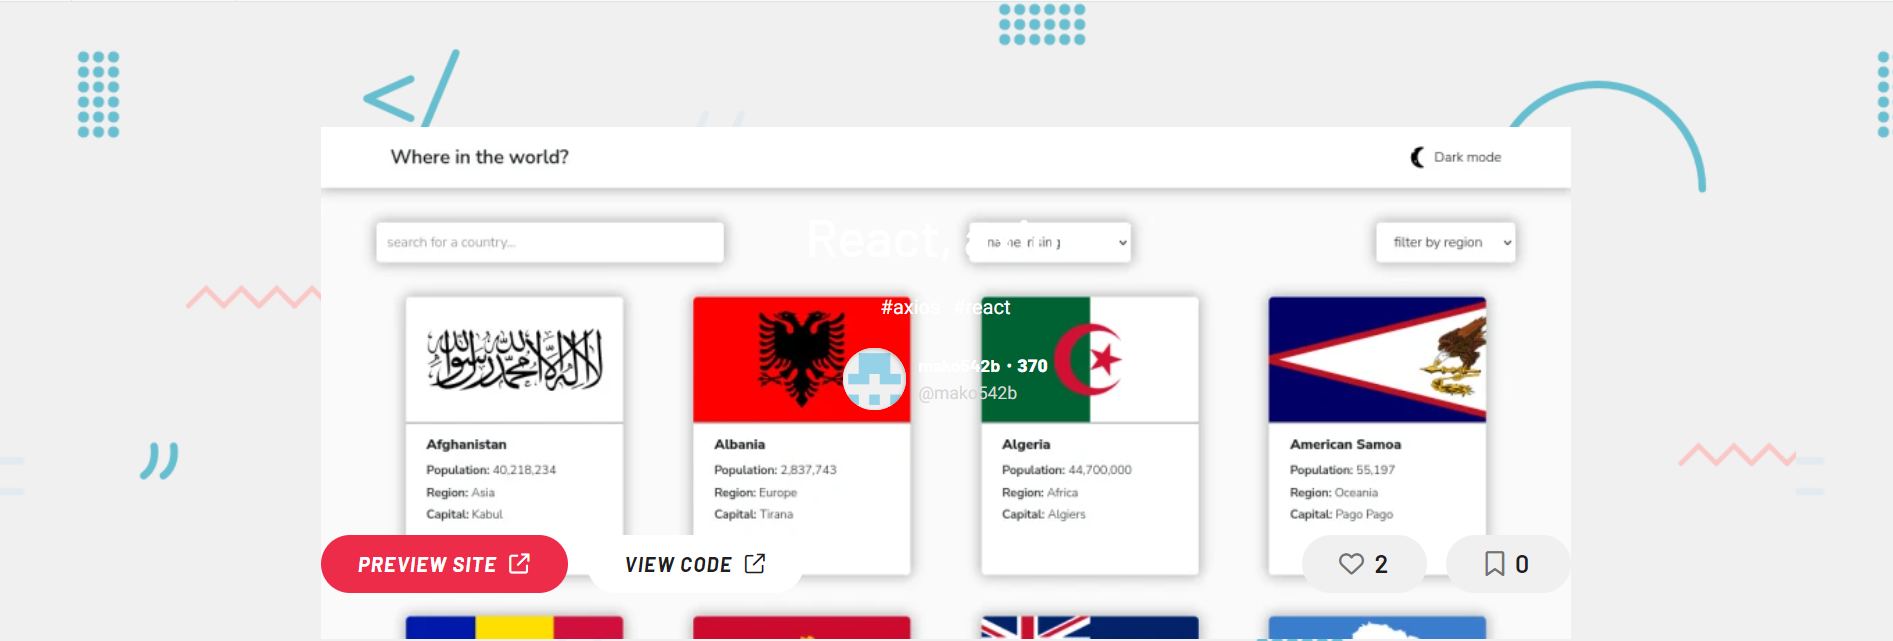 Where in the world?
Dark mode
search for a country...
React,
filter by region
#axios #react
mako542b • 370
@mako542b
Afghanistan
Population: 40,218,234
Region: Asia
Capital: Kabul
Albania
Population: 2,837,743
Region: Europe
Capital: Tirana
Algeria
Population: 44,700,000
Region: Africa
Capital: Algiers
American Samoa
Population: 55,197
Region: Oceania
Capital: Pago Pago
PREVIEW SITE
VIEW CODE
2
0